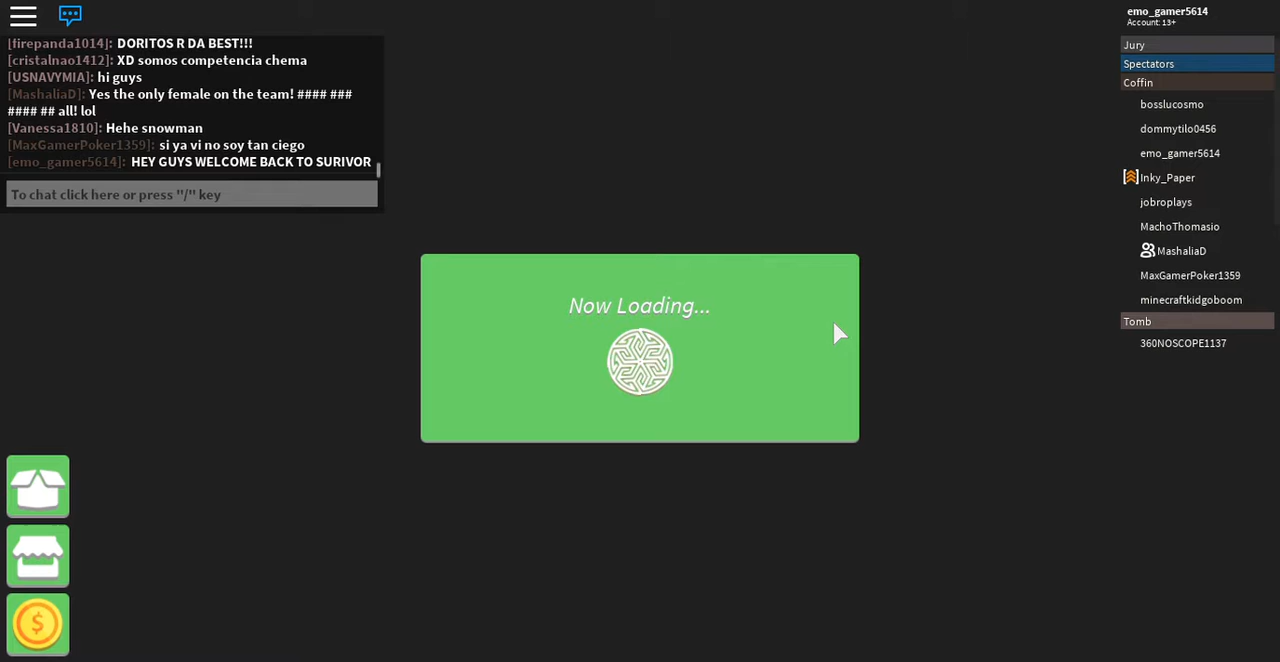 emo_gamer5614
Account: 13+
[firepanda1014]: DORITOS R DA BEST!!!
[cristalnao1412]: XD somos competencia chema
[USNAVYMIA]: hi guys
[MashaliaD]: Yes the only female on the team! #### ###
#### ## all! lol
[Vanessa1810]: Hehe snowman
[MaxGamerPoker1359]: si ya vi no soy tan ciego
[emo_gamer5614]: HEY GUYS WELCOME BACK TO SURIVOR
To chat click here or press "/" key
Now Loading...
Jury
Spectators
Coffin
bosslucosmo
dommytilo0456
emo_gamer5614
Inky_Paper
jobroplays
MachoThomasio
MashaliaD
MaxGamerPoker1359
minecraftkidgoboom
Tomb
360NOSCOPE1137
$